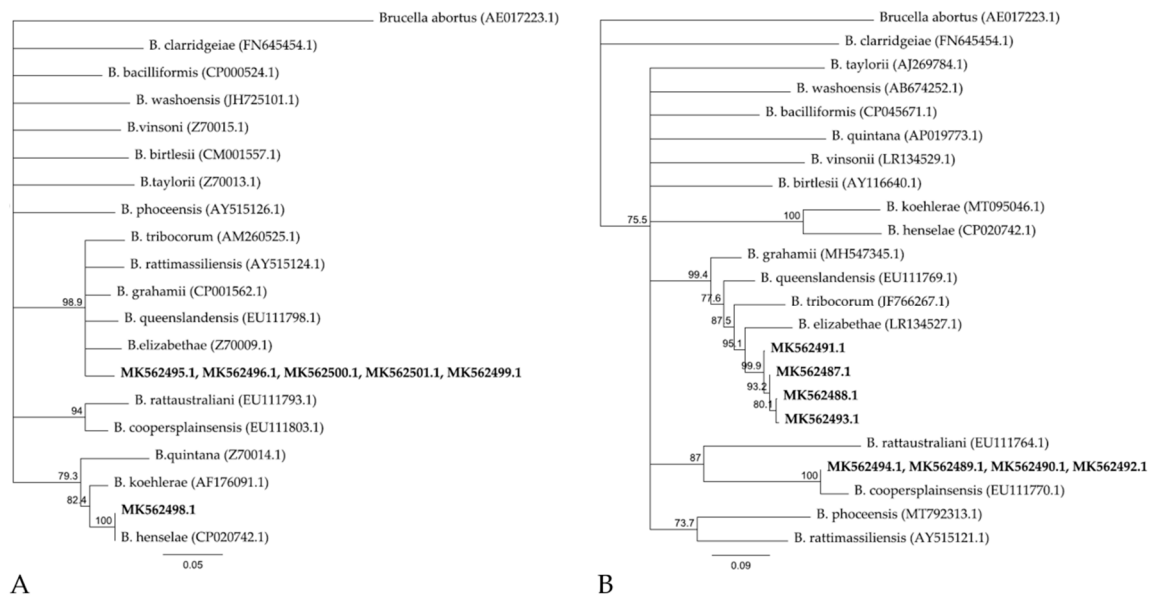 Brucella abortus (AE017223.1)
B. clarridgeiae (FN645454.1)
B. bacilliformis (CP000524.1)
B. washoensis (JH725101.1)
B.vinsoni (Z70015.1)
B. birtlesii (CM001557.1)
B.taylorii (Z70013.1)
B. phoceensis (AY515126.1)
B. tribocorum (AM260525.1)
B. rattimassiliensis (AY515124.1)
B. grahamii (CP001562.1)
98.9
B. queenslandensis (EU111798.1)
B.elizabethae (Z70009.1)
MK562495.1, MK562496.1, MK562500.1, MK562501.1, MK562499.1
B. rattaustraliani (EU111793.1)
94
B. coopersplainsensis (EU111803.1)
B.quintana (Z70014.1)
79.3
B. koehlerae (AF176091.1)
82.4
MK562498.1
100
B. henselae (CP020742.1)
0.05
A
Brucella abortus (AE017223.1)
B. clarridgeiae (FN645454.1)
B. taylorii (AJ269784.1)
B. washoensis (AB674252.1)
B. bacilliformis (CP045671.1)
B. quintana (AP019773.1)
B. vinsonii (LR134529.1)
B. birtlesii (AY116640.1)
B. koehlerae (MT095046.1)
75.5
100
B. henselae (CP020742.1)
B. grahamii (MH547345.1)
99.4
B. queenslandensis (EU111769.1)
77.6
B. tribocorum (JF766267.1)
87.5
B. elizabethae (LR134527.1)
95.1
MK562491.1
99.9
MK562487.1
93.2
MK562488.1
80.1
MK562493.1
B. rattaustraliani (EU111764.1)
87
MK562494.1, MK562489.1, MK562490.1, MK562492.1
100
B. coopersplainsensis (EU111770.1)
B. phoceensis (MT792313.1)
73.7
B. rattimassiliensis (AY515121.1)
0.09
B